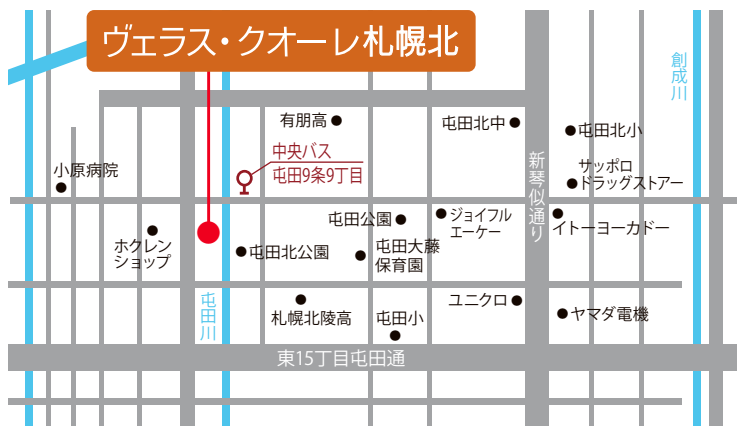 ヴェラス・クオーレ札幌北
創成川
有朋高
屯田北中
屯田北小
中央バス
屯田9条9丁目
小原病院
新琴似通り
サッポロ
ドラッグストアー
屯田公園
ジョイフル
エーケー
イトーヨーカドー
ホクレン
ショップ
屯田北公園
屯田大藤
保育園
屯田川
札幌北陵高
屯田小
ユニクロ
ヤマダ電機
東15丁目屯田通